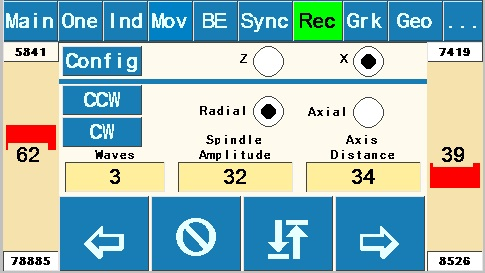 Main One Ind Mov BE Sync Rec Grk Geo ...
5841 7419
Config Z X
CCW
Radial Axial
CW
Spindle Axis
Waves Amplitude Distance
62 39
3 32 34
78885 8526